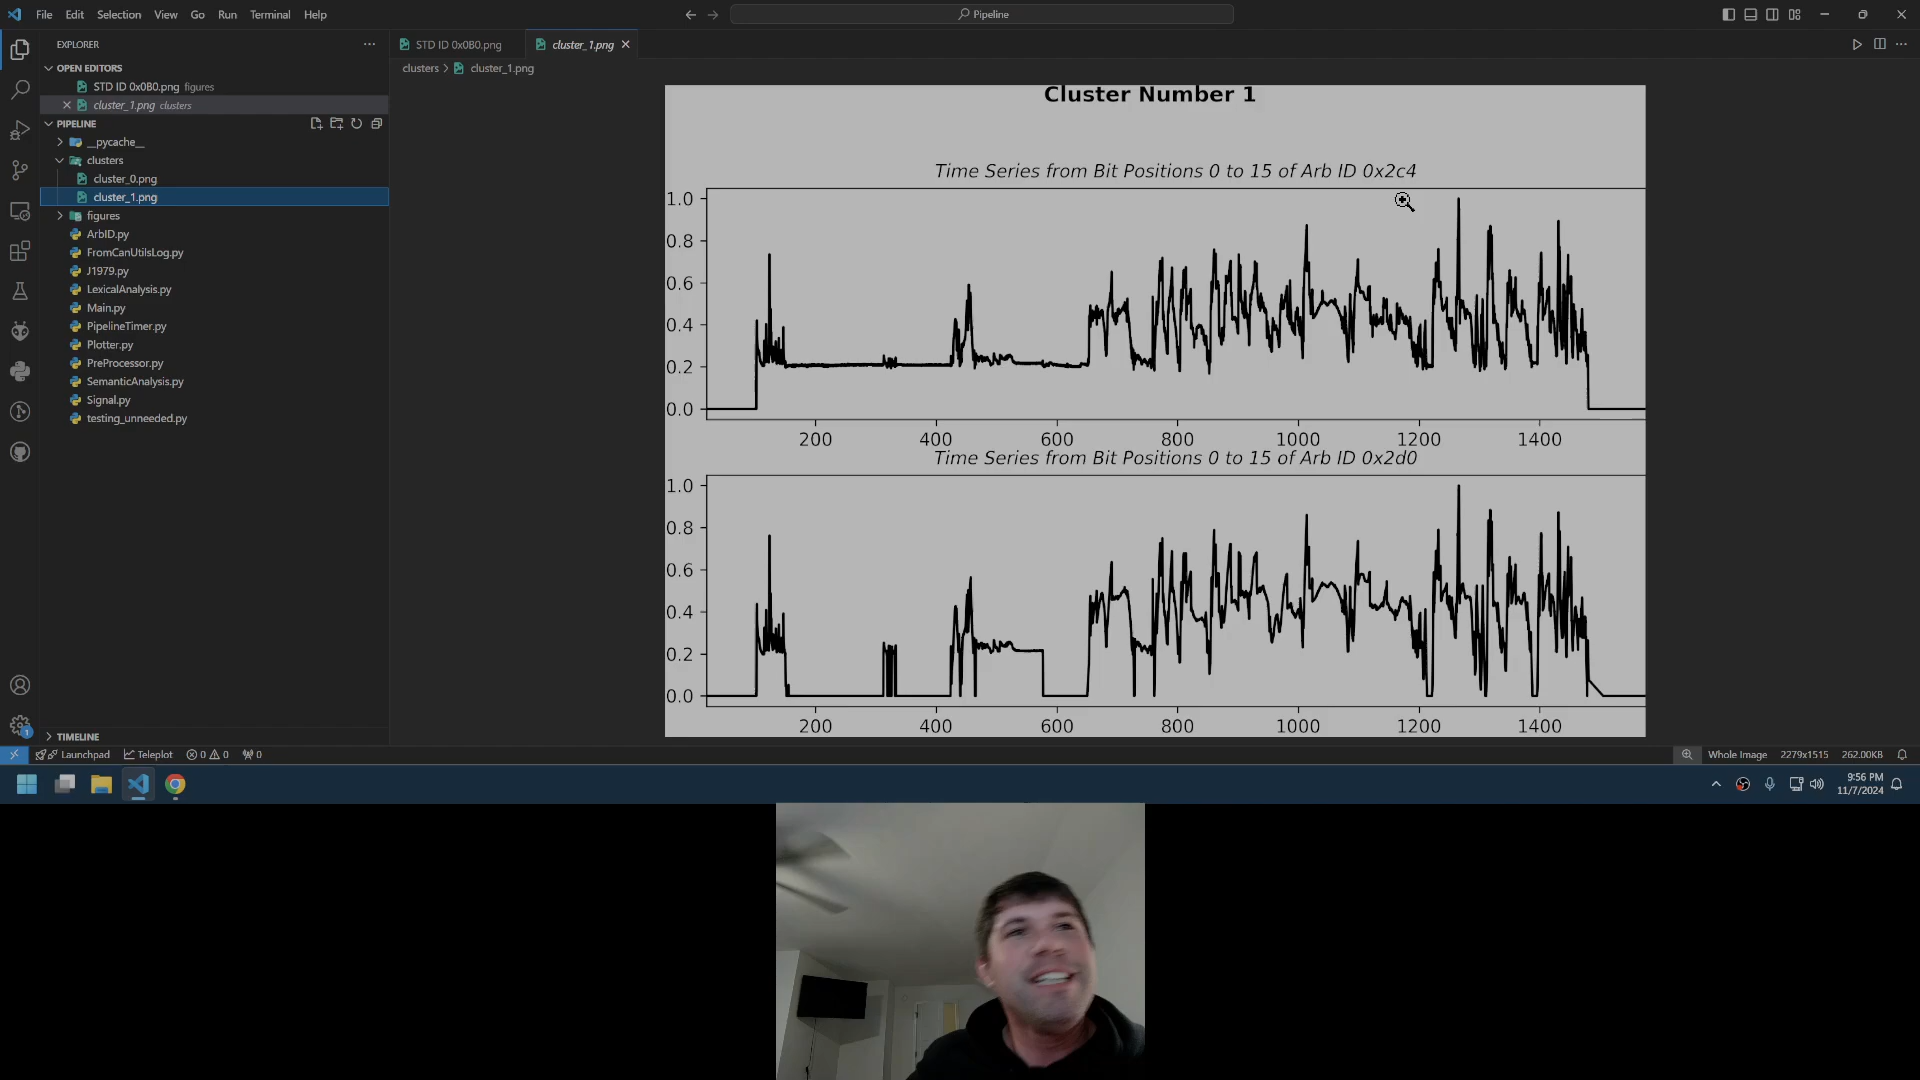 File Edit Selection View Go Run Terminal Help
Pipeline
EXPLORER
OPEN EDITORS
STD ID 0x0B0.png figures
cluster_1.png clusters
PIPELINE
__pycache__
clusters
cluster_0.png
cluster_1.png
figures
ArbID.py
FromCanUtilsLog.py
J1979.py
LexicalAnalysis.py
Main.py
PipelineTimer.py
Plotter.py
PreProcessor.py
SemanticAnalysis.py
Signal.py
testing_unneeded.py
TIMELINE
STD ID 0x0B0.png
cluster_1.png
clusters > cluster_1.png
Cluster Number 1
Time Series from Bit Positions 0 to 15 of Arb ID 0x2c4
1.0
0.8
0.6
0.4
0.2
0.0
200 400 600 800 1000 1200 1400
Time Series from Bit Positions 0 to 15 of Arb ID 0x2d0
1.0
0.8
0.6
0.4
0.2
0.0
200 400 600 800 1000 1200 1400
1
Launchpad Teleplot 0 0 0
Whole Image 2279x1515 262.00KB
9:56 PM
11/7/2024